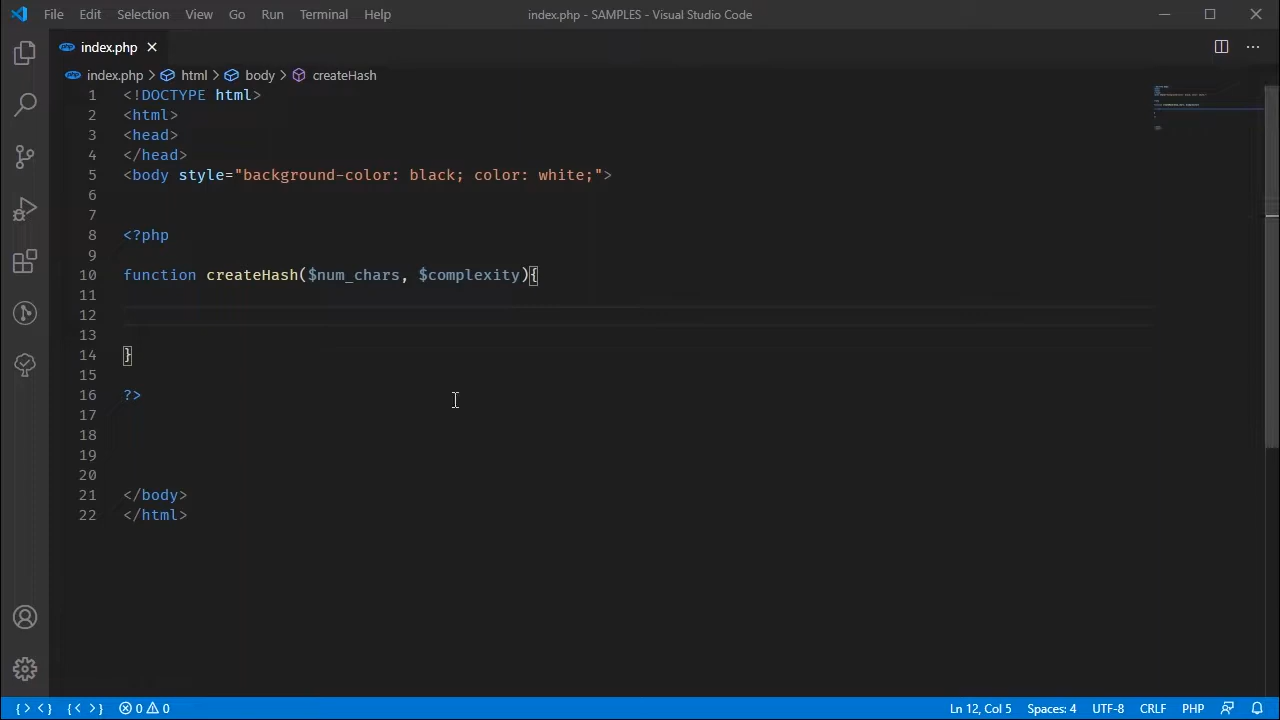 File Edit Selection View Go Run Terminal Help index.php - SAMPLES - Visual Studio Code
php index.php
php index.php > html > body > createHash
1 <!DOCTYPE html>
2 <html>
3 <head>
4 </head>
5 <body style="background-color: black; color: white;">
6
7
8 <?php
9
10 function createHash($num_chars, $complexity){
11
12
13
14 }
15
16 ?>
17
18
19
20
21 </body>
22 </html>
0 0 Ln 12, Col 5 Spaces: 4 UTF-8 CRLF PHP